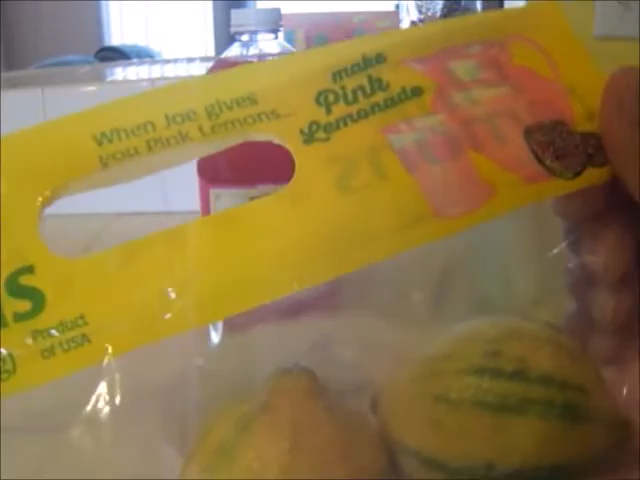 When Joe gives
you Pink Lemons...
make
Pink
Lemonade
Product
of USA